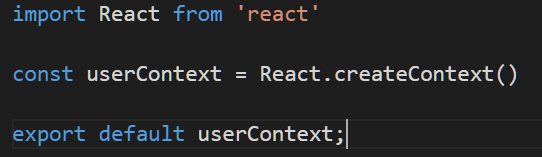 import React from 'react'
const userContext = React.createContext()
export default userContext;